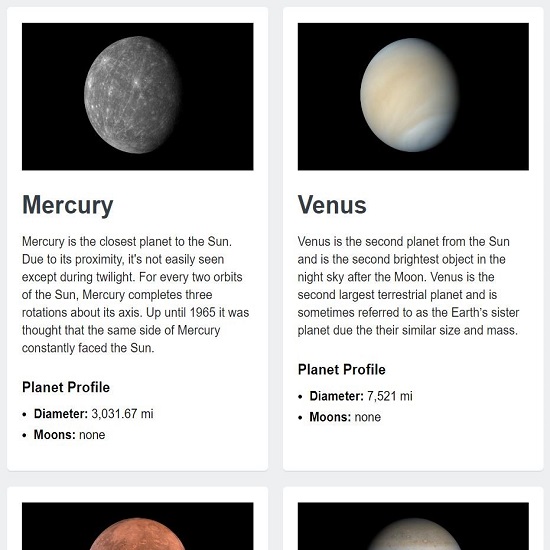 Mercury
Mercury is the closest planet to the Sun.
Due to its proximity, it's not easily seen
except during twilight. For every two orbits
of the Sun, Mercury completes three
rotations about its axis. Up until 1965 it was
thought that the same side of Mercury
constantly faced the Sun.
Planet Profile
• Diameter: 3,031.67 mi
• Moons: none
Venus
Venus is the second planet from the Sun
and is the second brightest object in the
night sky after the Moon. Venus is the
second largest terrestrial planet and is
sometimes referred to as the Earth's sister
planet due the their similar size and mass.
Planet Profile
• Diameter: 7,521 mi
• Moons: none